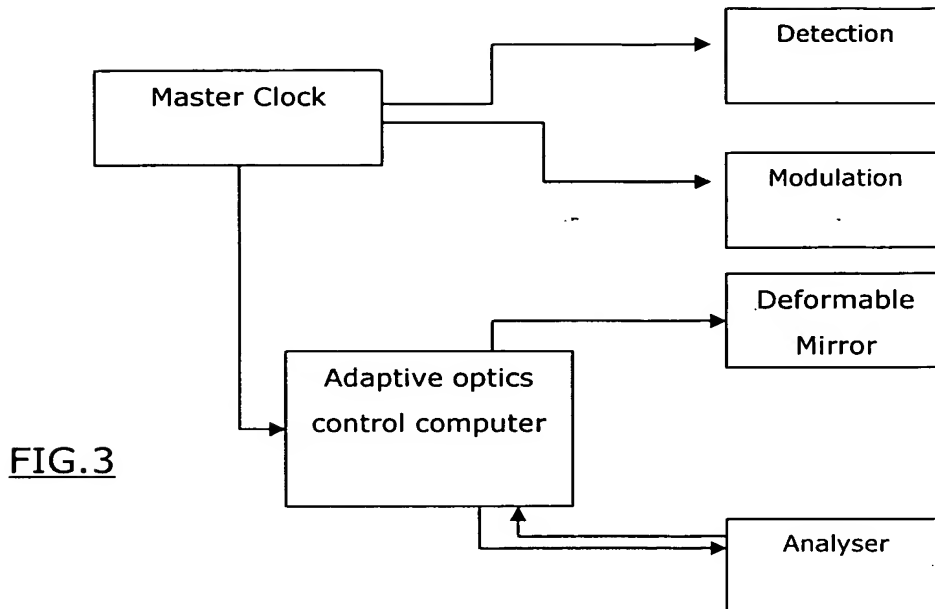 Detection
Master Clock
Modulation
Deformable
Mirror
Adaptive optics
control computer
FIG.3
Analyser